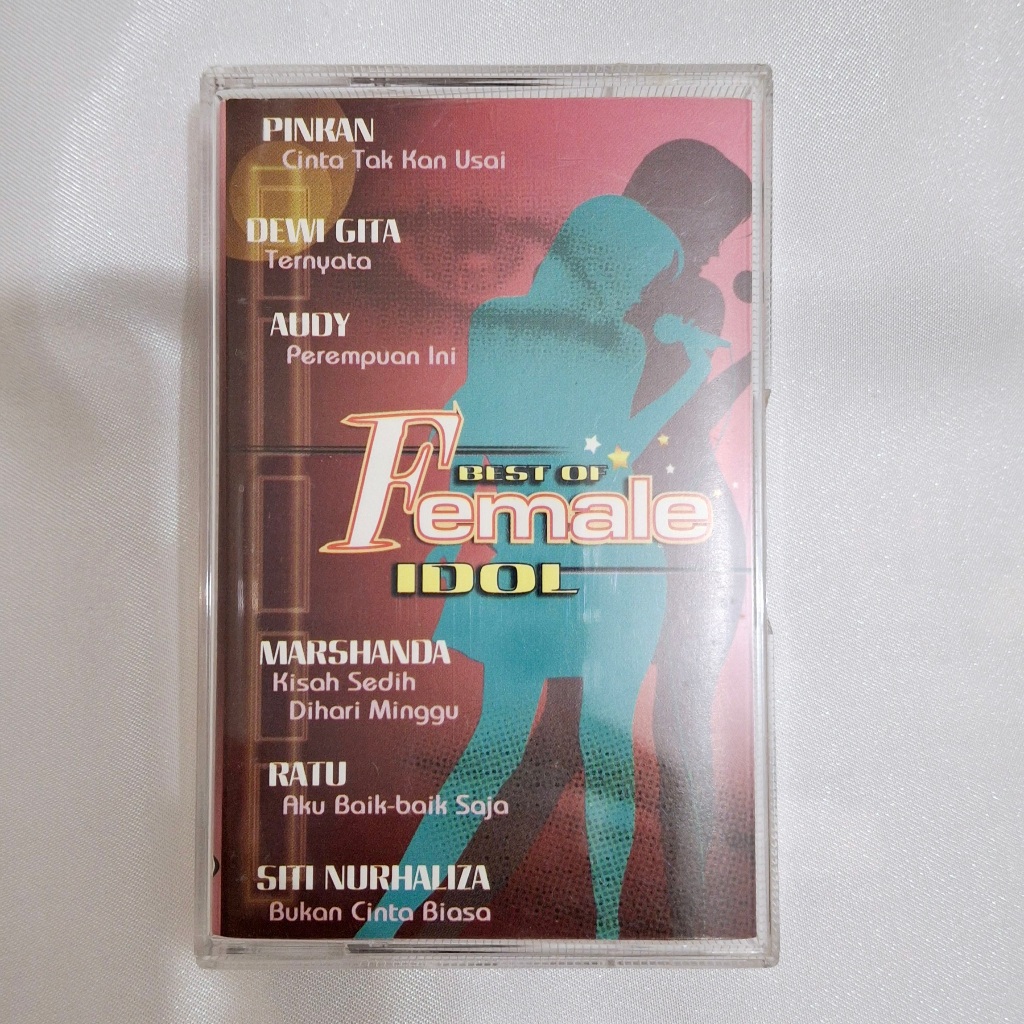 PINKAN
Cinta Tak Kan Usai
DEWI GITA
Ternyata
AUDY
Perempuan Ini
BEST OF
Female
IDOL
MARSHANDA
Kisah Sedih
Dihari Minggu
RATU
Aku Baik-baik Saja
SITI NURHALIZA
Bukan Cinta Biasa